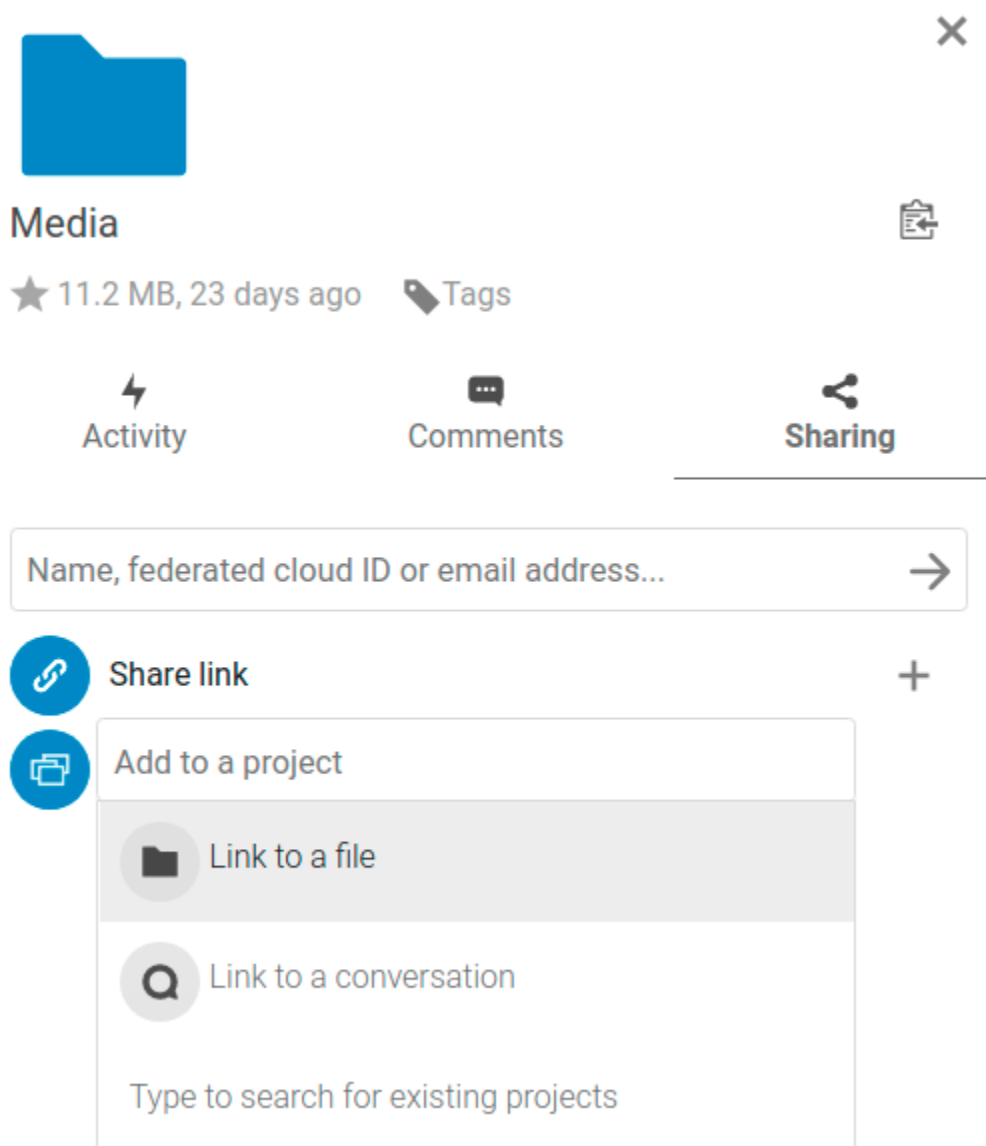 Media
11.2 MB, 23 days ago Tags
Activity Comments Sharing
Name, federated cloud ID or email address...
Share link
Add to a project
Link to a file
Link to a conversation
Type to search for existing projects